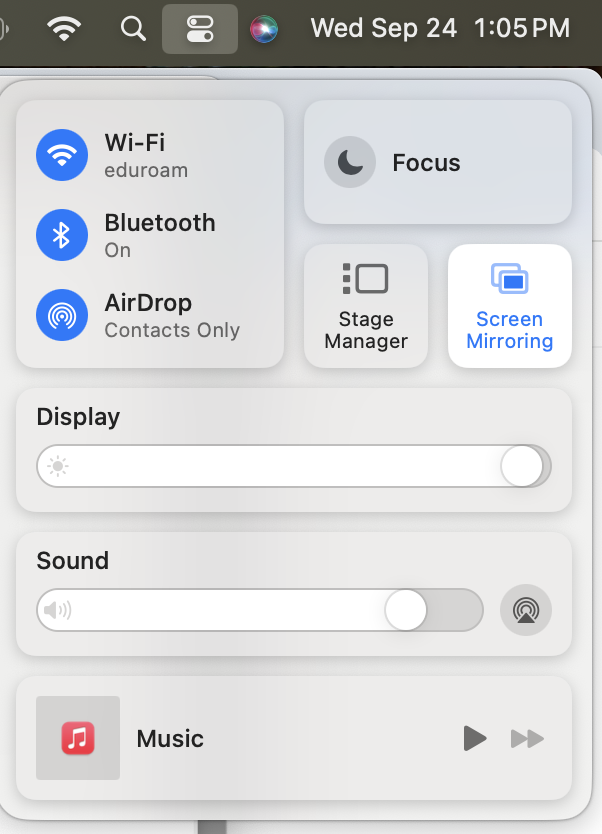 Wed Sep 24 1:05 PM
Wi-Fi
eduroam
Bluetooth
On
AirDrop
Contacts Only
Focus
Stage
Manager
Screen
Mirroring
Display
Sound
Music